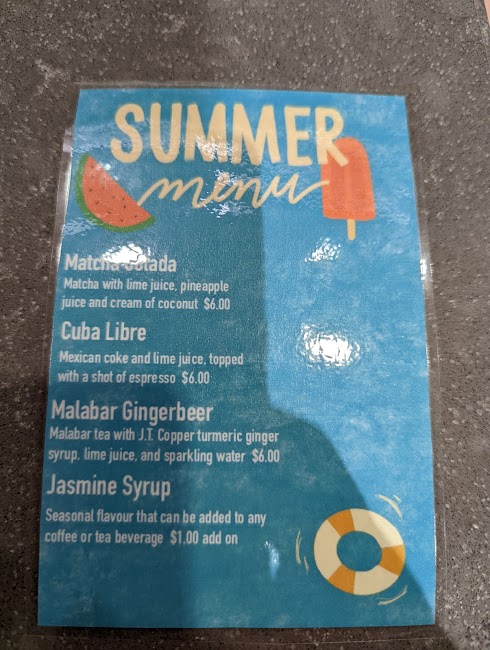 SUMMER
menu
Matcha Colada
Matcha with lime juice, pineapple
juice and cream of coconut $6.00
Cuba Libre
Mexican coke and lime juice, topped
with a shot of espresso $6.00
Malabar Gingerbeer
Malabar tea with J.T. Copper turmeric ginger
syrup, lime juice, and sparkling water $6.00
Jasmine Syrup
Seasonal flavour that can be added to any
coffee or tea beverage $1.00 add on